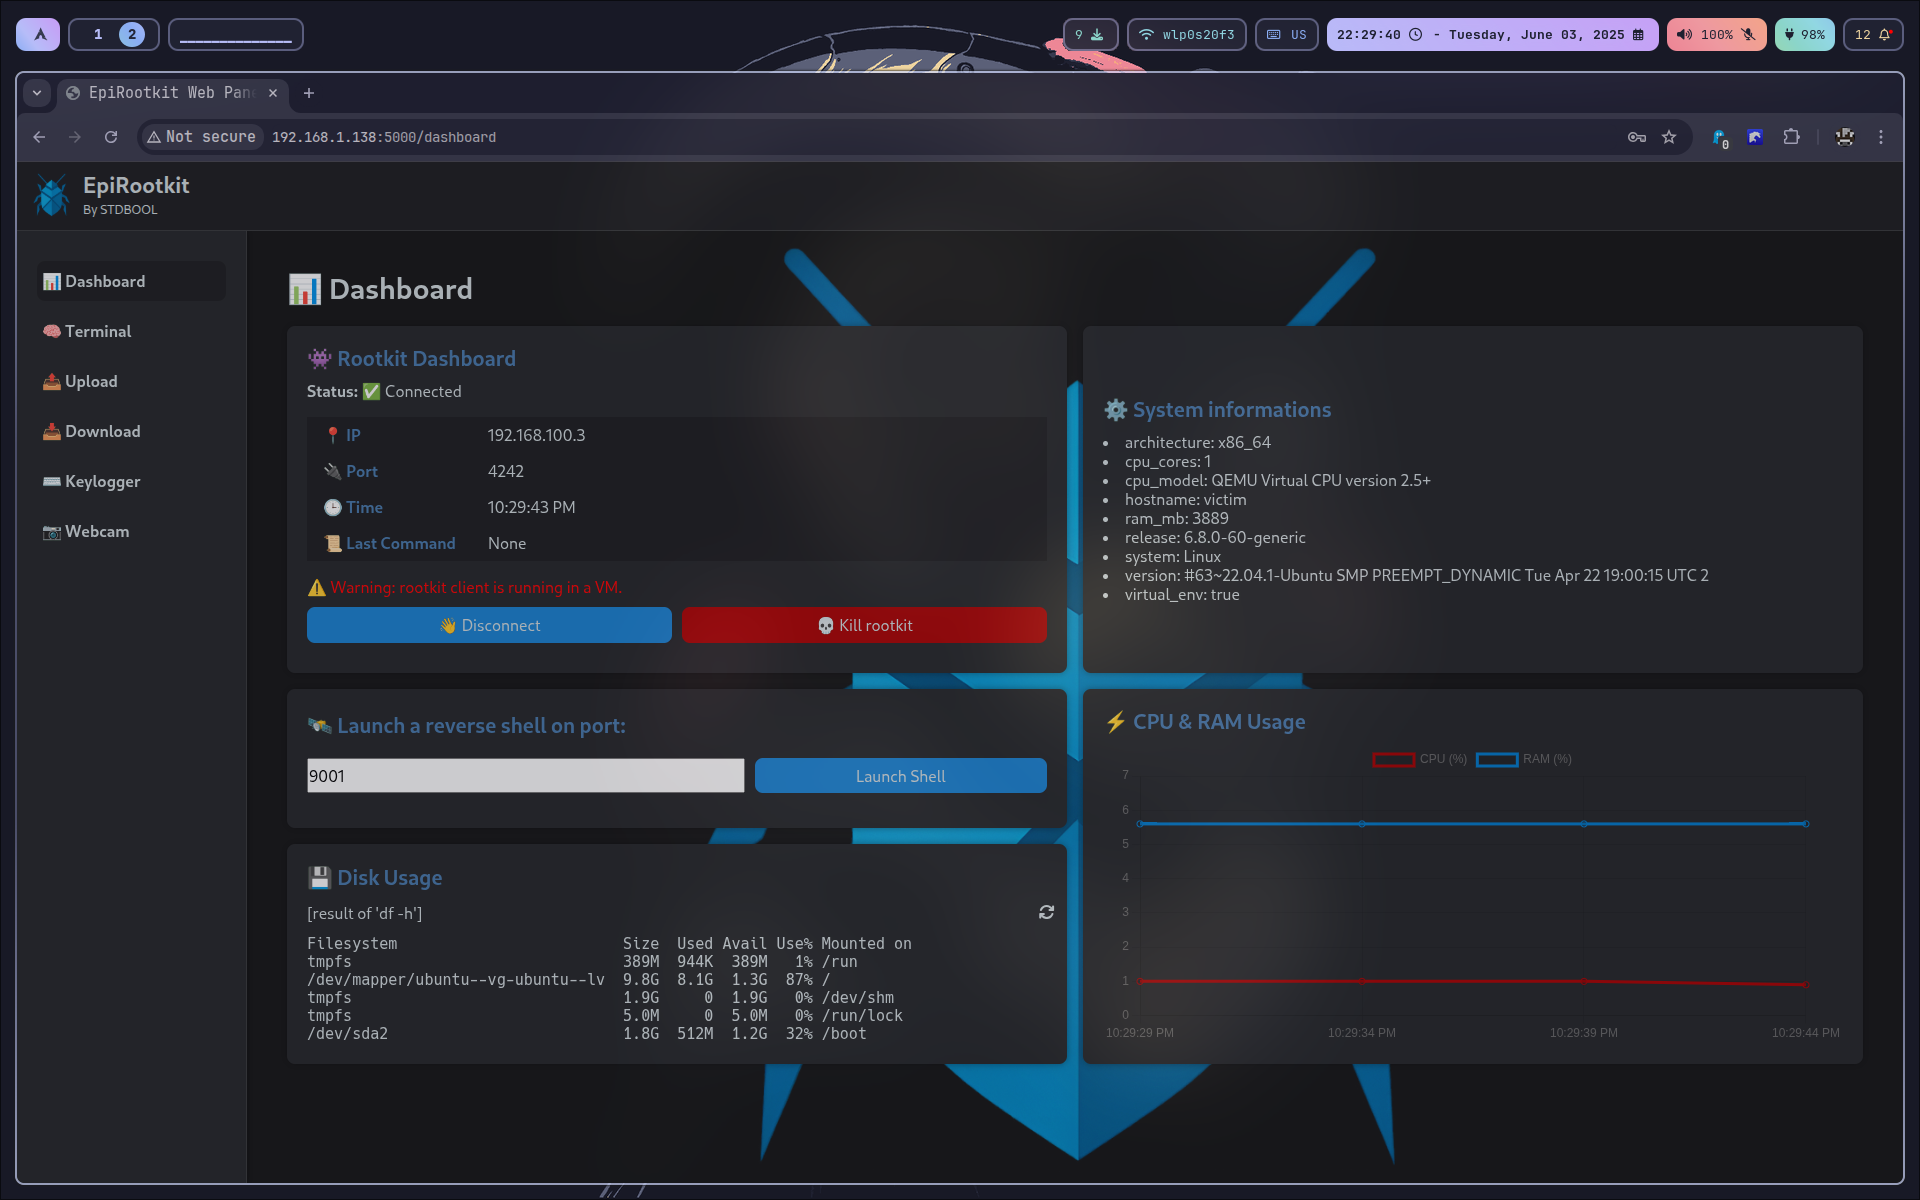 1 2 ______________
9 wlp0s20f3 US 22:29:40 - Tuesday, June 03, 2025 100% 98% 12
EpiRootkit Web Pan
Not secure 192.168.1.138:5000/dashboard
0
EpiRootkit
By STDBOOL
Dashboard
Terminal
Upload
Download
Keylogger
Webcam
Dashboard
Rootkit Dashboard
Status: ✅ Connected
IP 192.168.100.3
Port 4242
Time 10:29:43 PM
Last Command None
Warning: rootkit client is running in a VM.
Disconnect
Kill rootkit
System informations
architecture: x86_64
cpu_cores: 1
cpu_model: QEMU Virtual CPU version 2.5+
hostname: victim
ram_mb: 3889
release: 6.8.0-60-generic
system: Linux
version: #63~22.04.1-Ubuntu SMP PREEMPT_DYNAMIC Tue Apr 22 19:00:15 UTC 2
virtual_env: true
Launch a reverse shell on port:
9001
Launch Shell
Disk Usage
[result of 'df -h']
Filesystem Size Used Avail Use% Mounted on
tmpfs 389M 944K 389M 1% /run
/dev/mapper/ubuntu--vg-ubuntu--lv 9.8G 8.1G 1.3G 87% /
tmpfs 1.9G 0 1.9G 0% /dev/shm
tmpfs 5.0M 0 5.0M 0% /run/lock
/dev/sda2 1.8G 512M 1.2G 32% /boot
CPU & RAM Usage
CPU (%) RAM (%)
7
6
5
4
3
2
1
0
10:29:29 PM 10:29:34 PM 10:29:39 PM 10:29:44 PM